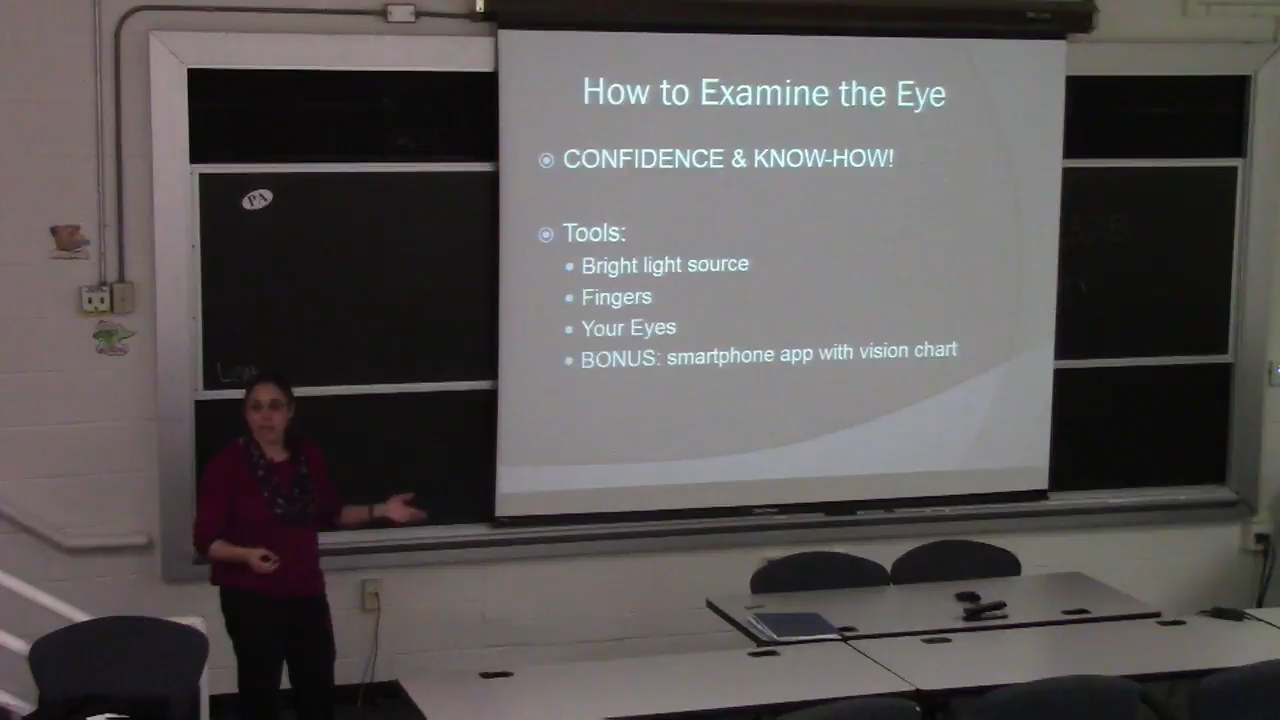 How to Examine the Eye
CONFIDENCE & KNOW-HOW!
Tools:
Bright light source
Fingers
Your Eyes
BONUS: smartphone app with vision chart
PA